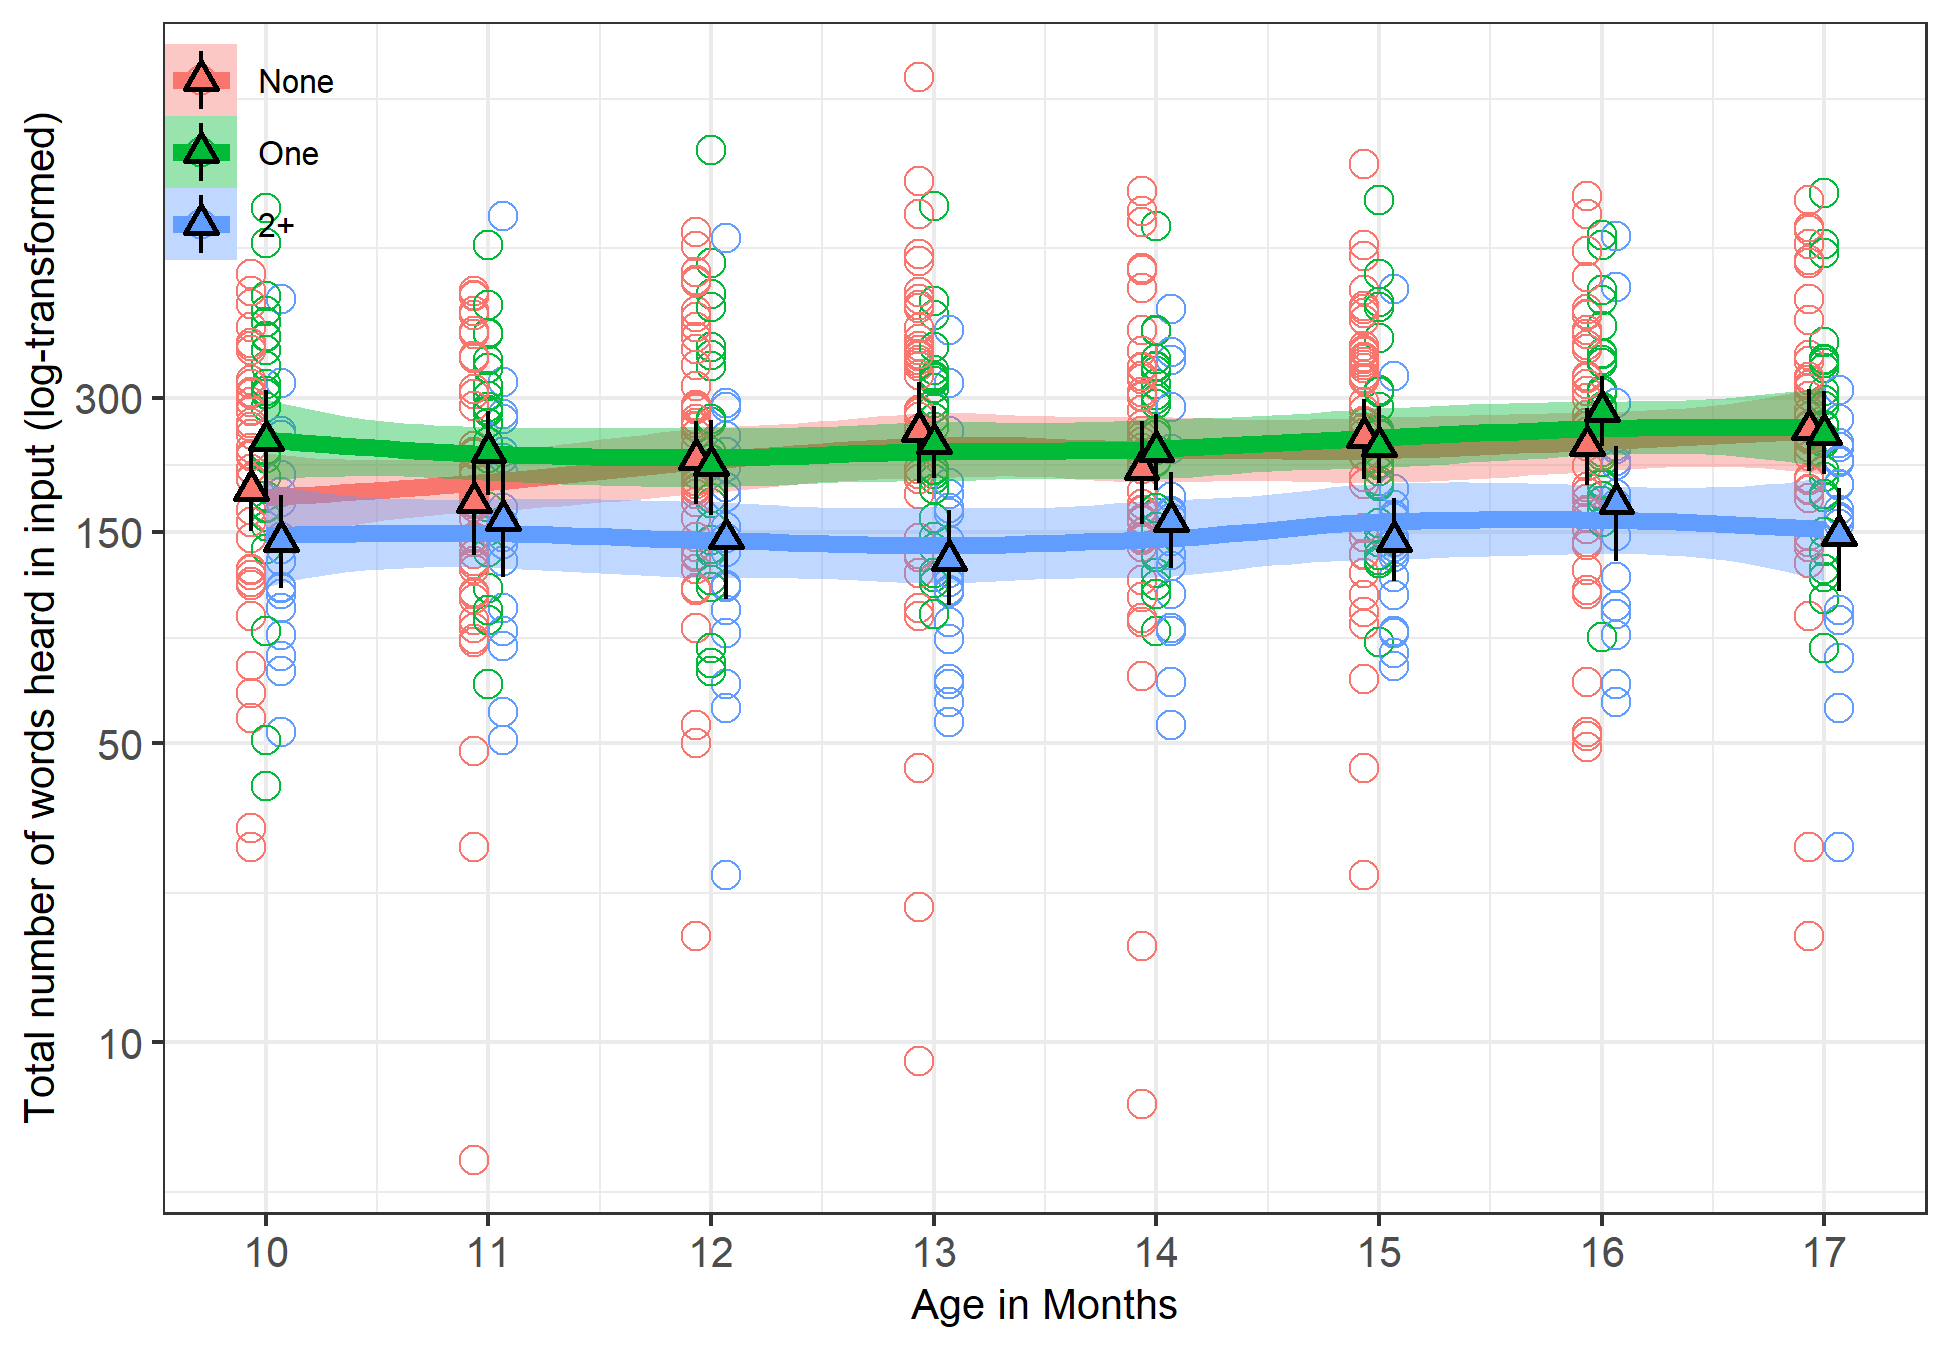 None
One
2+
Total number of words heard in input (log-transformed)
300
150
50
10
10 11 12 13 14 15 16 17
Age in Months